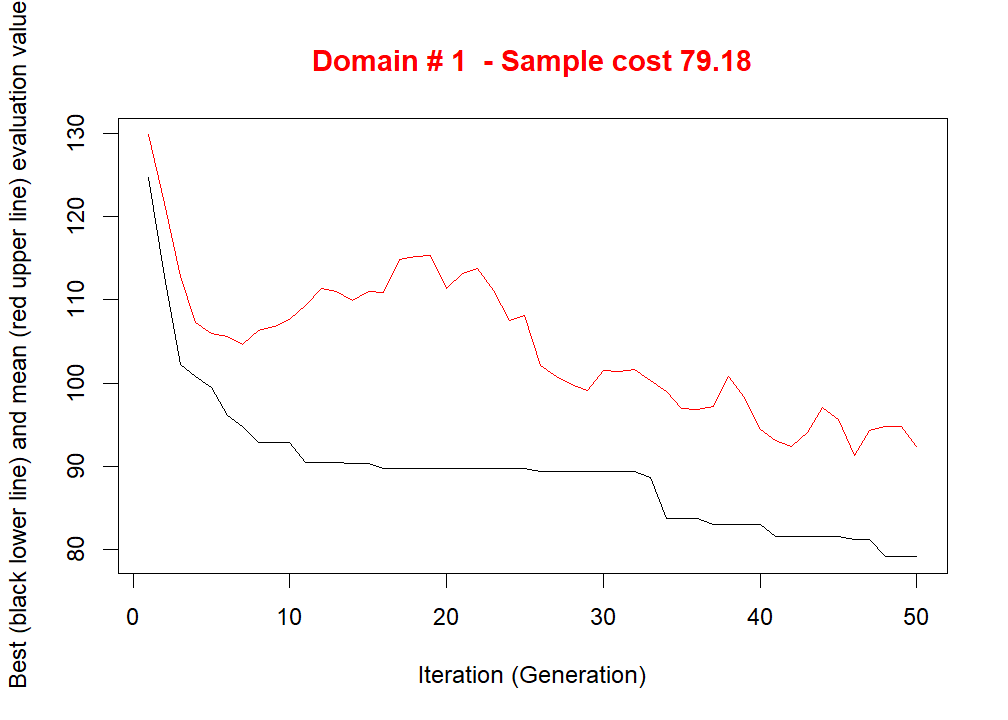 Domain # 1  - Sample cost 79.18
Best (black lower line) and mean (red upper line) evaluation value
130
120
110
100
90
80
0 10 20 30 40 50
Iteration (Generation)